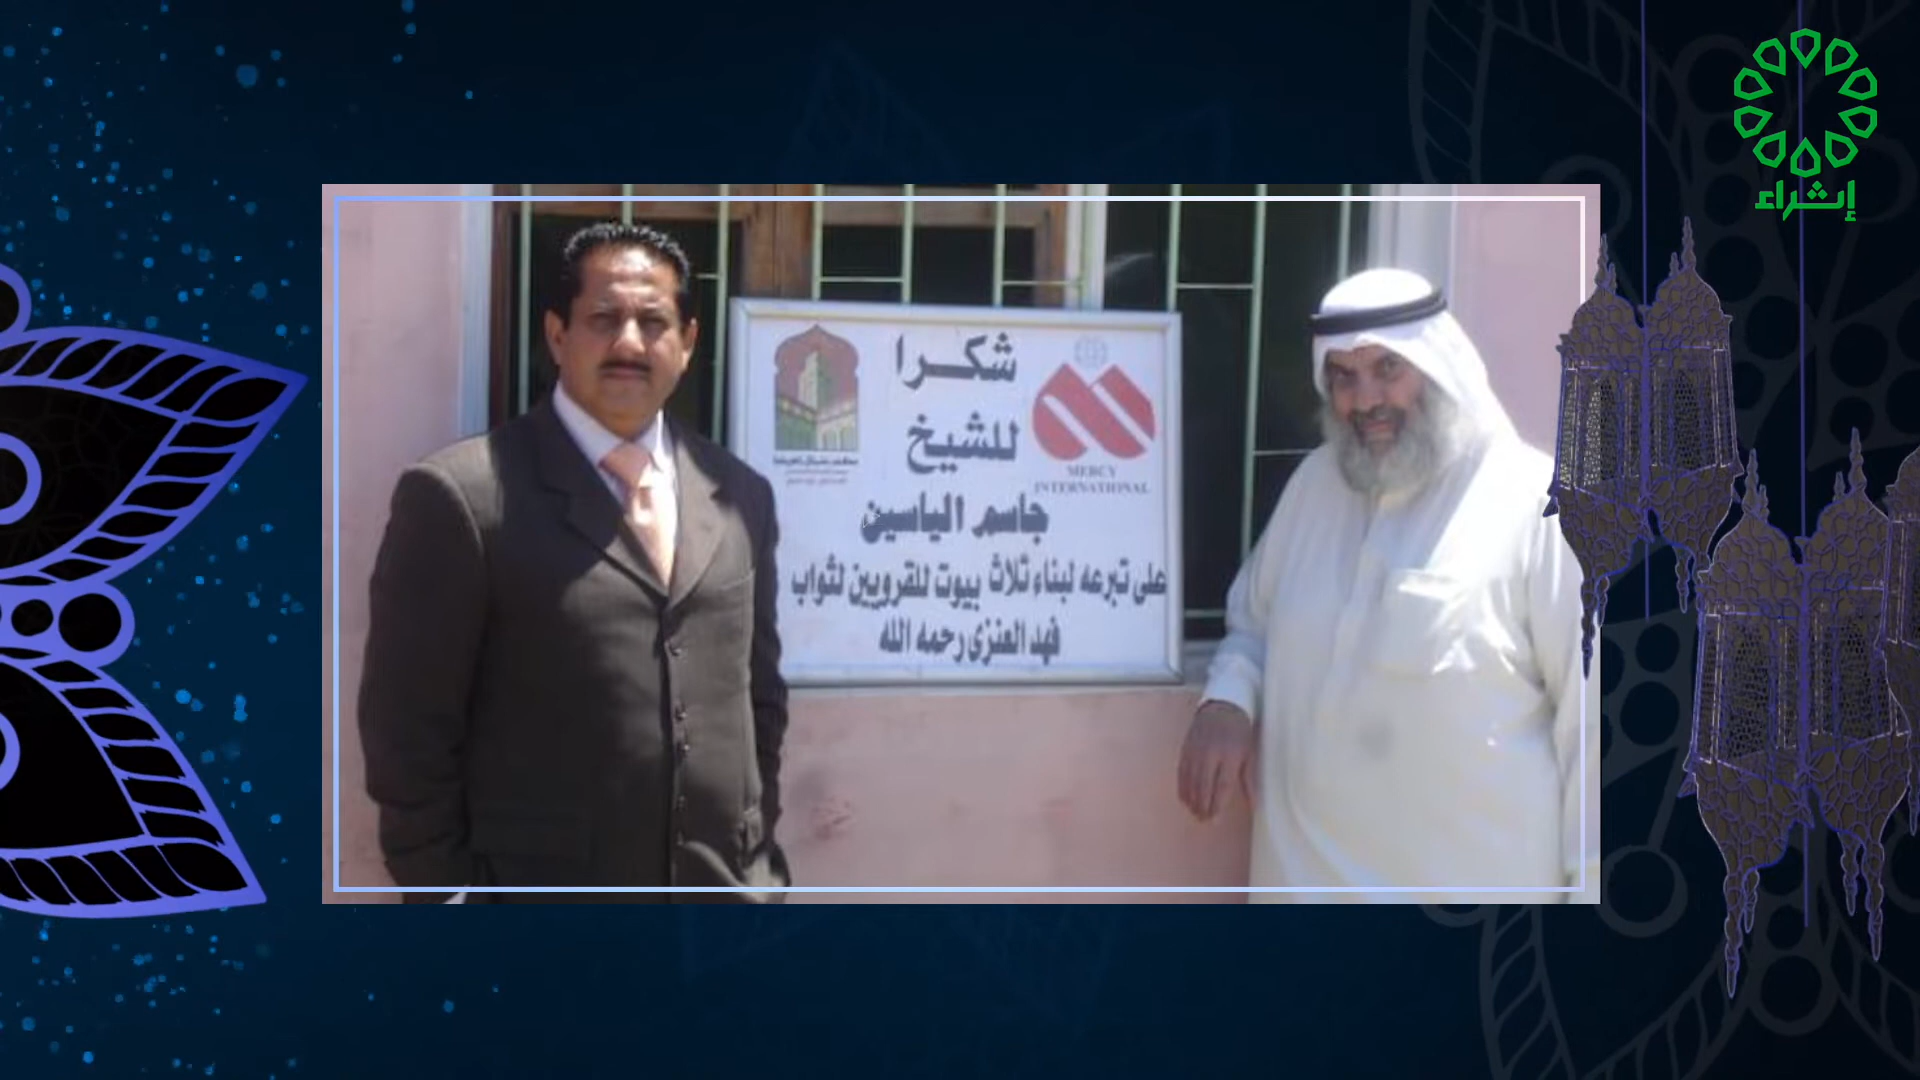 إثراء
شكرا
للشيخ
MERCY
INTERNATIONAL
جاسم الياسين
على تبرعه لبناء ثلاث بيوت للقرويين لثواب
فهد العنزي رحمه الله